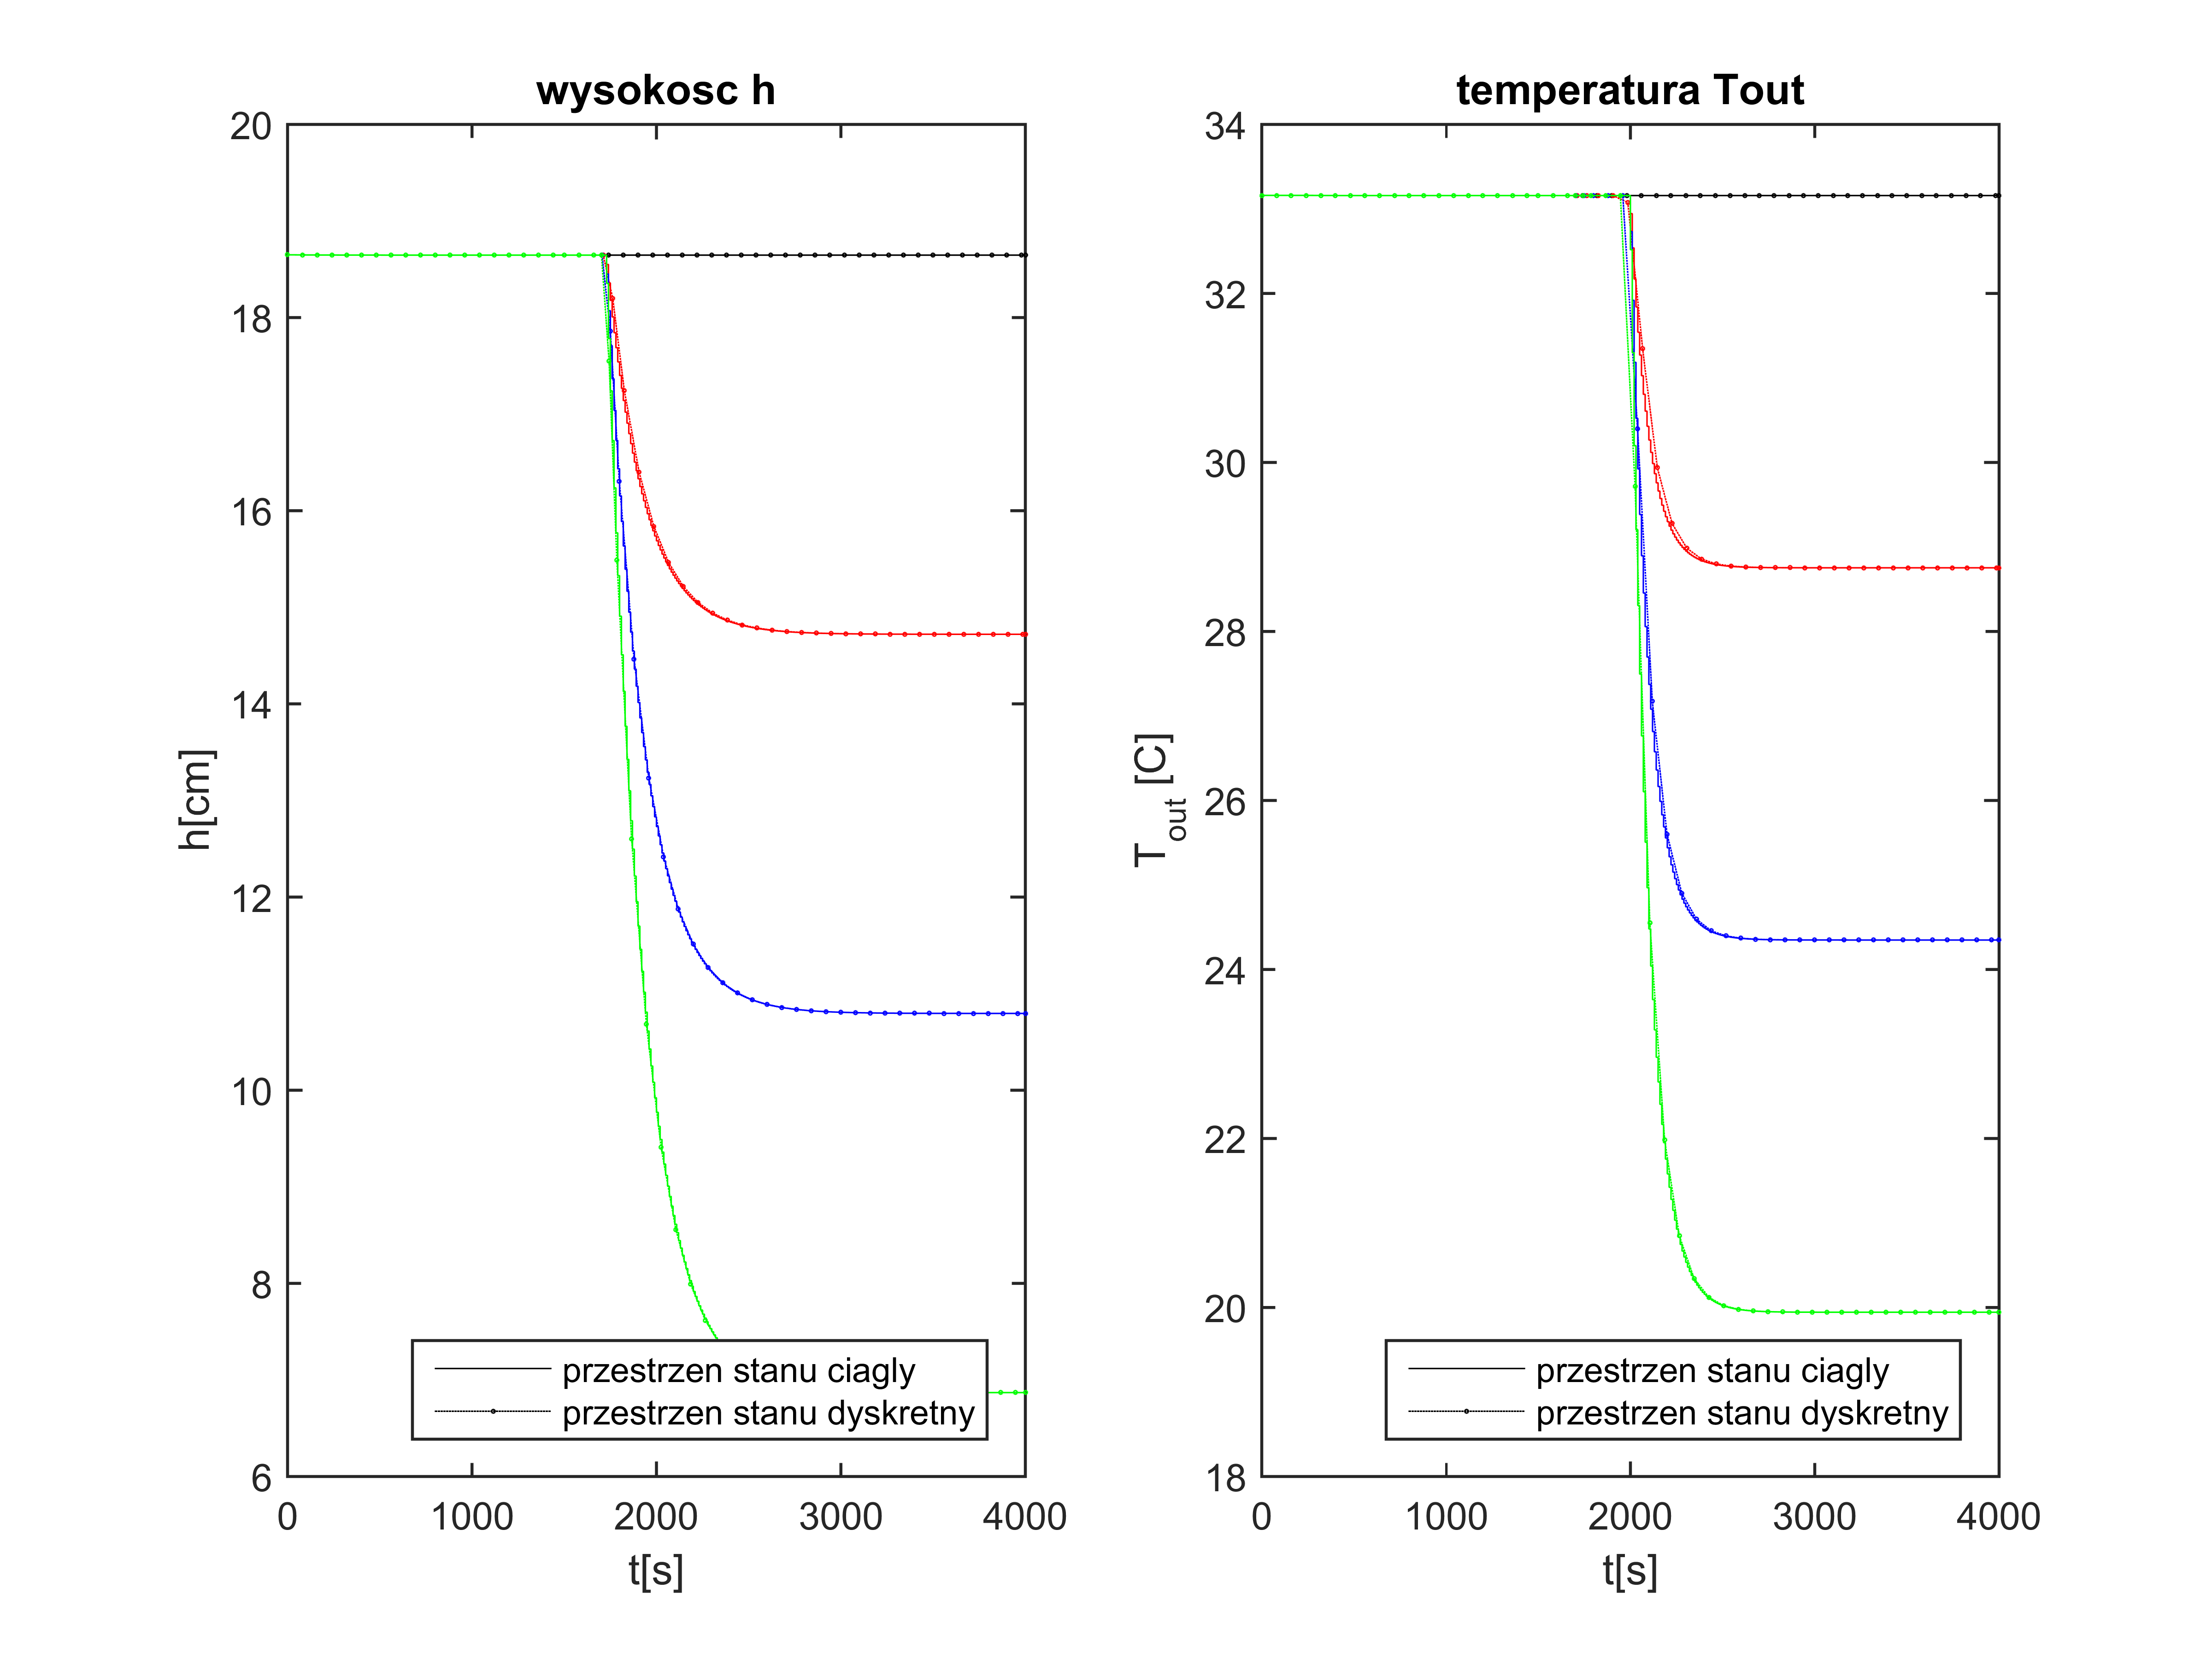 wysokosc h
20
18
16
14
12
10
8
6
h[cm]
0 1000 2000 3000 4000
t[s]
przestrzen stanu ciagly
przestrzen stanu dyskretny
temperatura Tout
34
32
30
28
26
24
22
20
18
T_out [C]
0 1000 2000 3000 4000
t[s]
przestrzen stanu ciagly
przestrzen stanu dyskretny